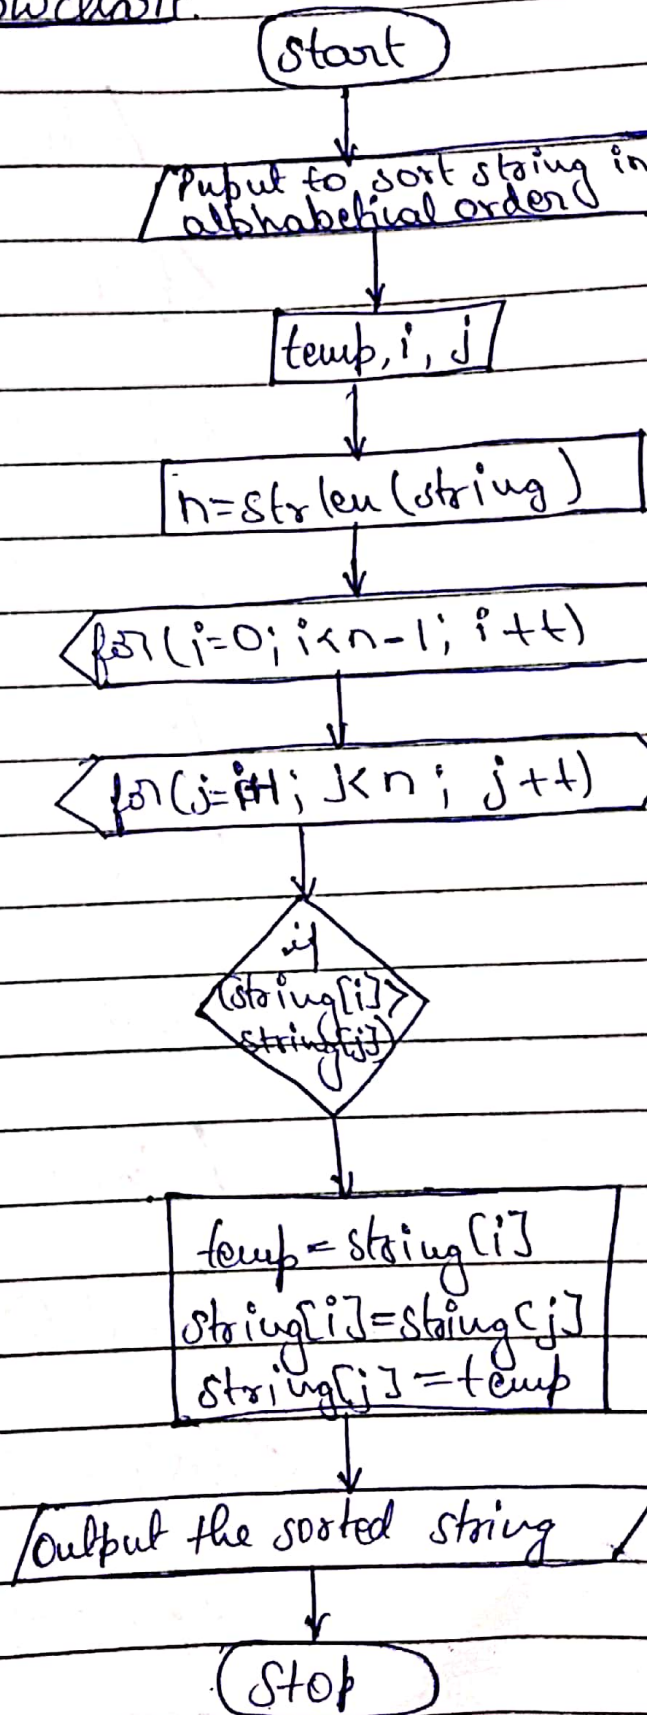 Start
Input to sort string in
alphabetical order
temp, i, j
n=strlen(string)
for(i=0; i<n-1; i++)
for(j=i+1; j<n; j++)
if
(string[i]>
string[j])
temp=string[i]
string[i]=string[j]
string[j]=temp
Output the sorted string
Stop